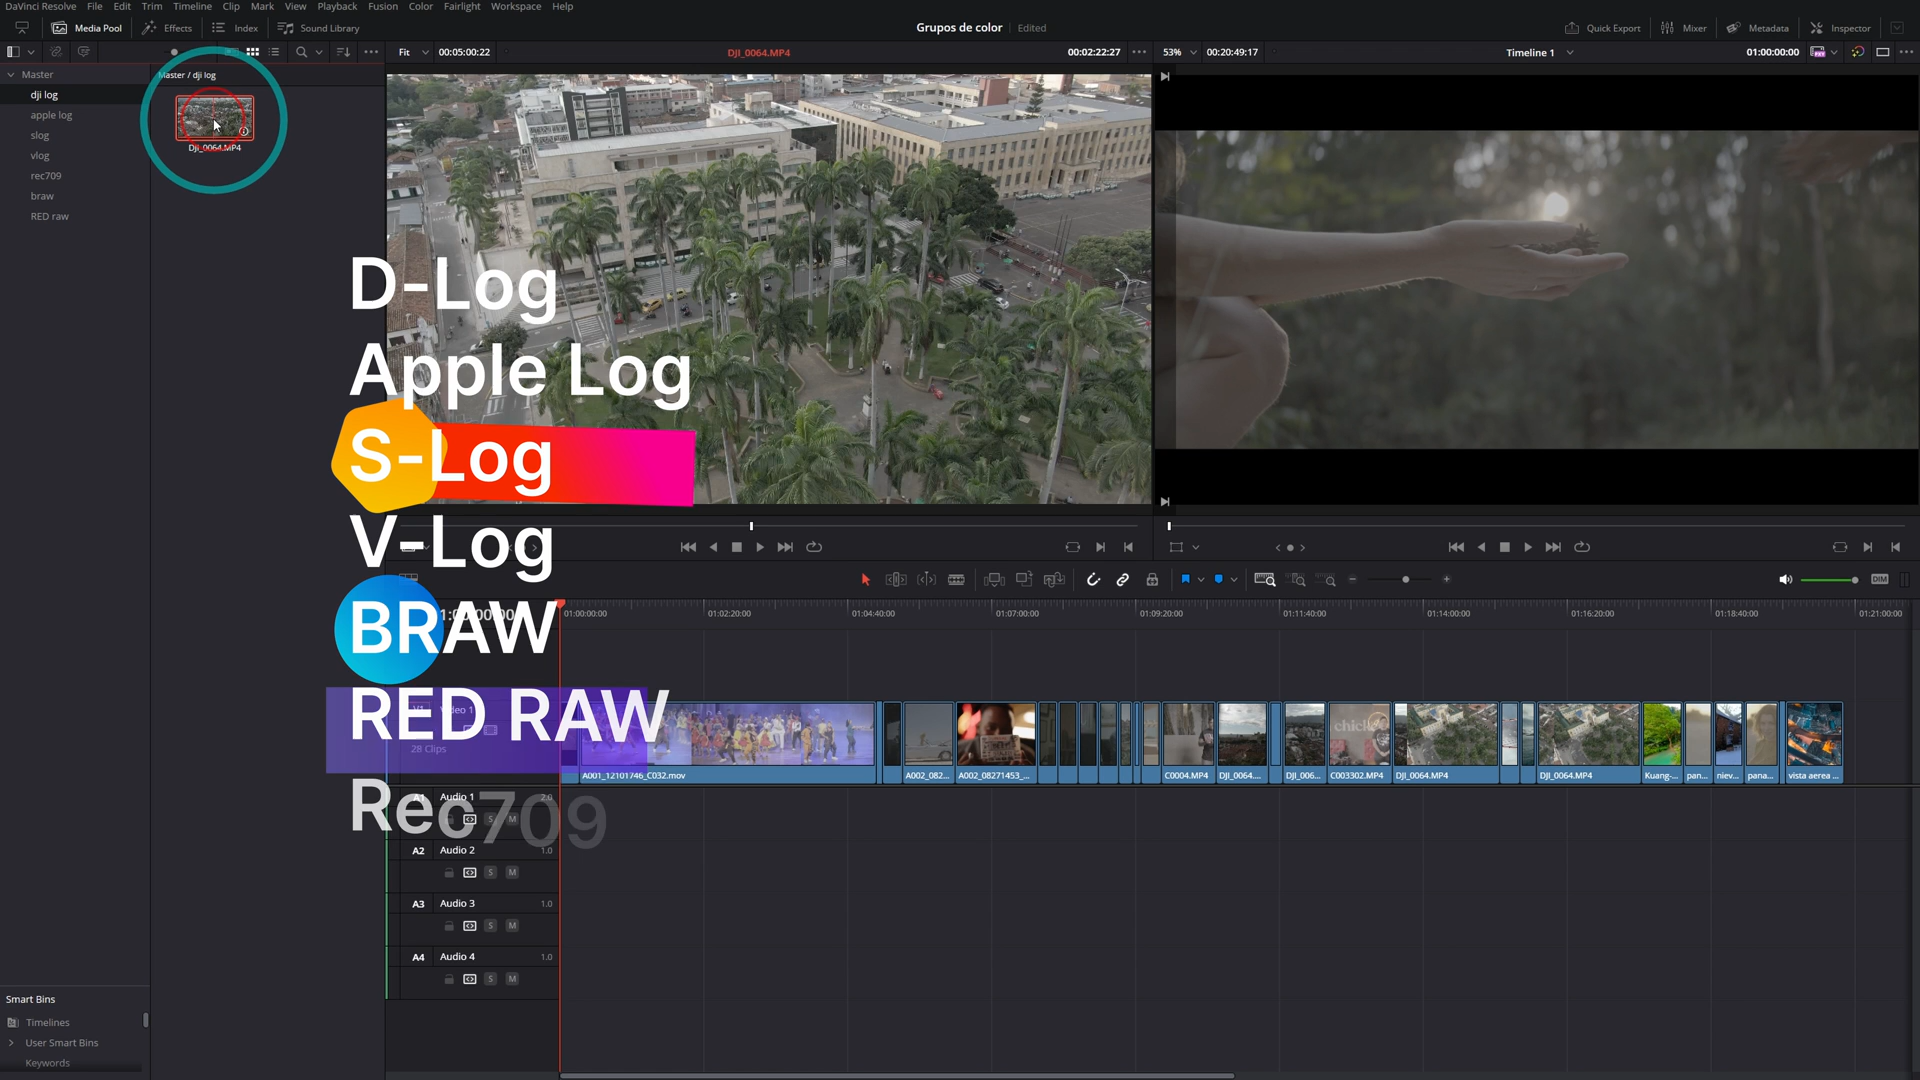 DaVinci Resolve File Edit Trim Timeline Clip Mark View Playback Fusion Color Fairlight Workspace Help
Media Pool Effects Index Sound Library
Grupos de color Edited
Quick Export Mixer Metadata Inspector
Fit 00:05:00:22 DJI_0064.MP4 00:02:22:27
53% 00:20:49:17 Timeline 1 01:00:00:00
Master
dji log
apple log
slog
vlog
rec709
braw
RED raw
Master / dji log
DJI_0064.MP4
D-Log
Apple Log
S-Log
V-Log
BRAW
RED RAW
Rec709
DIM
01:00:00:00 01:02:20:00 01:04:40:00 01:07:00:00 01:09:20:00 01:11:40:00 01:14:00:00 01:16:20:00 01:18:40:00 01:21:00:00
V1 Video 1
28 Clips
A001_12101746_C032.mov A002_082... A002_08271453_... C0004.MP4 DJI_0064.... DJI_006... C003302.MP4 DJI_0064.MP4 DJI_0064.MP4 Kuang-... pan... niev... pana... vista aerea ...
A1 Audio 1 2.0
S M
A2 Audio 2 1.0
S M
A3 Audio 3 1.0
S M
A4 Audio 4 1.0
S M
Smart Bins
Timelines
User Smart Bins
Keywords